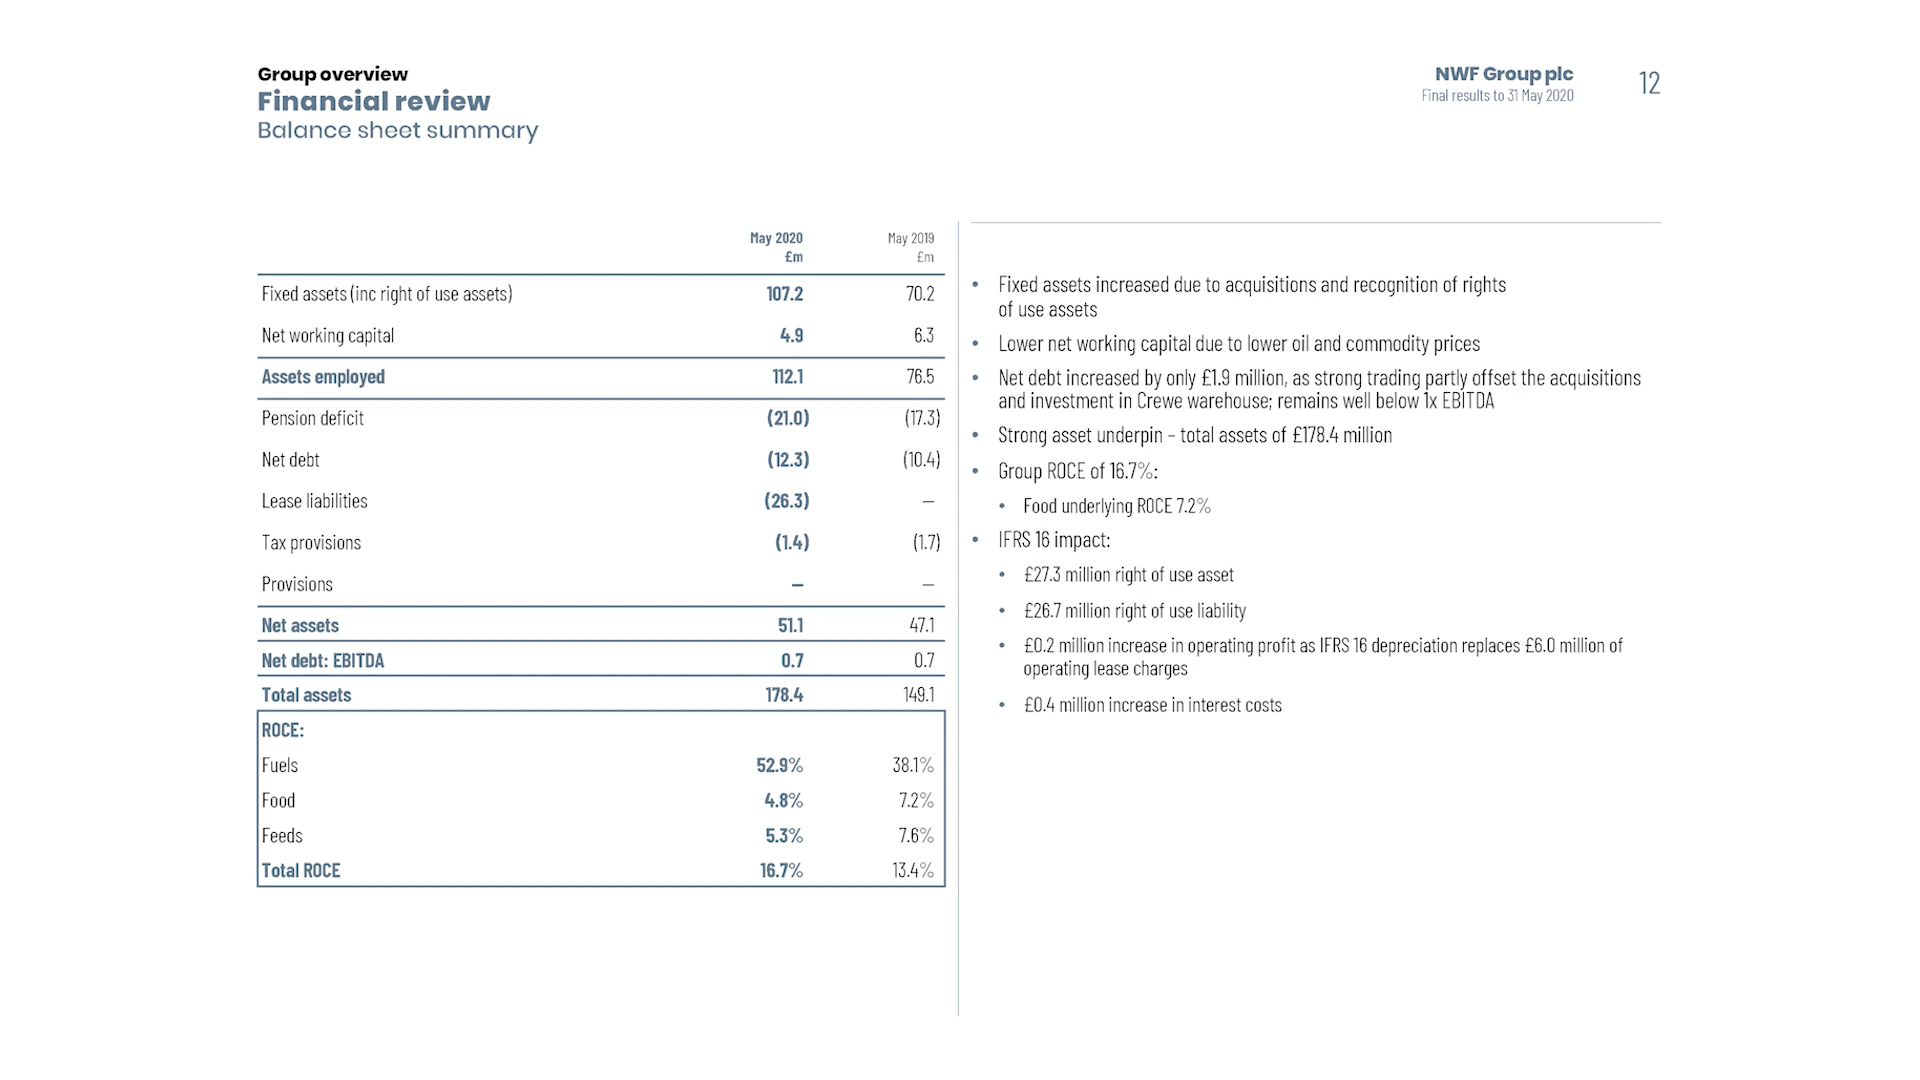 Group overview
Financial review
Balance sheet summary
NWF Group plc
Final results to 31 May 2020
12
May 2020 May 2019
£m £m
Fixed assets (inc right of use assets) 107.2 70.2
Net working capital 4.9 6.3
Assets employed 112.1 76.5
Pension deficit (21.0) (17.3)
Net debt (12.3) (10.4)
Lease liabilities (26.3) –
Tax provisions (1.4) (1.7)
Provisions – –
Net assets 51.1 47.1
Net debt: EBITDA 0.7 0.7
Total assets 178.4 149.1
ROCE:
Fuels 52.9% 38.1%
Food 4.8% 7.2%
Feeds 5.3% 7.6%
Total ROCE 16.7% 13.4%
• Fixed assets increased due to acquisitions and recognition of rights
of use assets
• Lower net working capital due to lower oil and commodity prices
• Net debt increased by only £1.9 million, as strong trading partly offset the acquisitions
and investment in Crewe warehouse; remains well below 1x EBITDA
• Strong asset underpin – total assets of £178.4 million
• Group ROCE of 16.7%:
• Food underlying ROCE 7.2%
• IFRS 16 impact:
• £27.3 million right of use asset
• £26.7 million right of use liability
• £0.2 million increase in operating profit as IFRS 16 depreciation replaces £6.0 million of
operating lease charges
• £0.4 million increase in interest costs